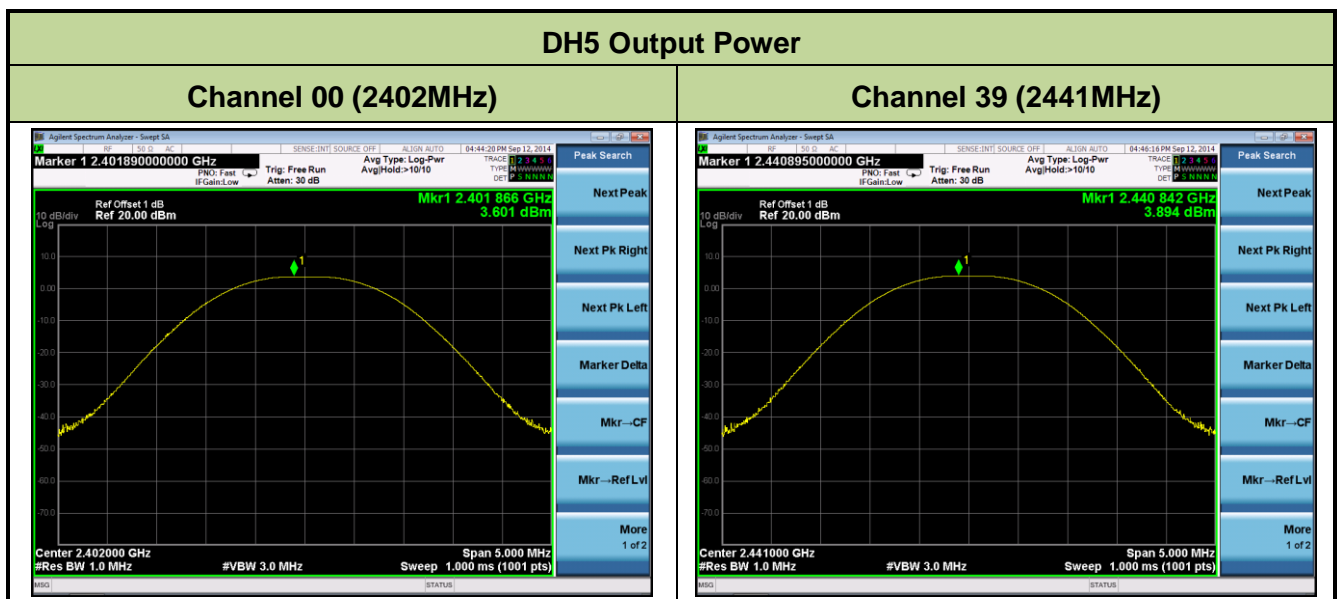 DH5 Output Power
Channel 00 (2402MHz)
Channel 39 (2441MHz)
Agilent Spectrum Analyzer - Swept SA
RF 50 Ω AC SENSE:INT SOURCE OFF ALIGN AUTO 04:44:20 PM Sep 12, 2014
Marker 1 2.401890000000 GHz
PNO: Fast
IFGain:Low
Trig: Free Run
Atten: 30 dB
Avg Type: Log-Pwr
Avg|Hold:>10/10
TRACE 1 2 3 4 5 6
TYPE M W W W W W
DET P S N N N N
Ref Offset 1 dB
10 dB/div Ref 20.00 dBm
Log
Mkr1 2.401 866 GHz
3.601 dBm
1
10.0
0.00
-10.0
-20.0
-30.0
-40.0
-50.0
-60.0
-70.0
Center 2.402000 GHz Span 5.000 MHz
#Res BW 1.0 MHz #VBW 3.0 MHz Sweep 1.000 ms (1001 pts)
MSG STATUS
Peak Search
Next Peak
Next Pk Right
Next Pk Left
Marker Delta
Mkr→CF
Mkr→Ref Lvl
More
1 of 2
Agilent Spectrum Analyzer - Swept SA
RF 50 Ω AC SENSE:INT SOURCE OFF ALIGN AUTO 04:46:16 PM Sep 12, 2014
Marker 1 2.440895000000 GHz
PNO: Fast
IFGain:Low
Trig: Free Run
Atten: 30 dB
Avg Type: Log-Pwr
Avg|Hold:>10/10
TRACE 1 2 3 4 5 6
TYPE M W W W W W
DET P S N N N N
Ref Offset 1 dB
10 dB/div Ref 20.00 dBm
Log
Mkr1 2.440 842 GHz
3.894 dBm
1
10.0
0.00
-10.0
-20.0
-30.0
-40.0
-50.0
-60.0
-70.0
Center 2.441000 GHz Span 5.000 MHz
#Res BW 1.0 MHz #VBW 3.0 MHz Sweep 1.000 ms (1001 pts)
MSG STATUS
Peak Search
Next Peak
Next Pk Right
Next Pk Left
Marker Delta
Mkr→CF
Mkr→Ref Lvl
More
1 of 2